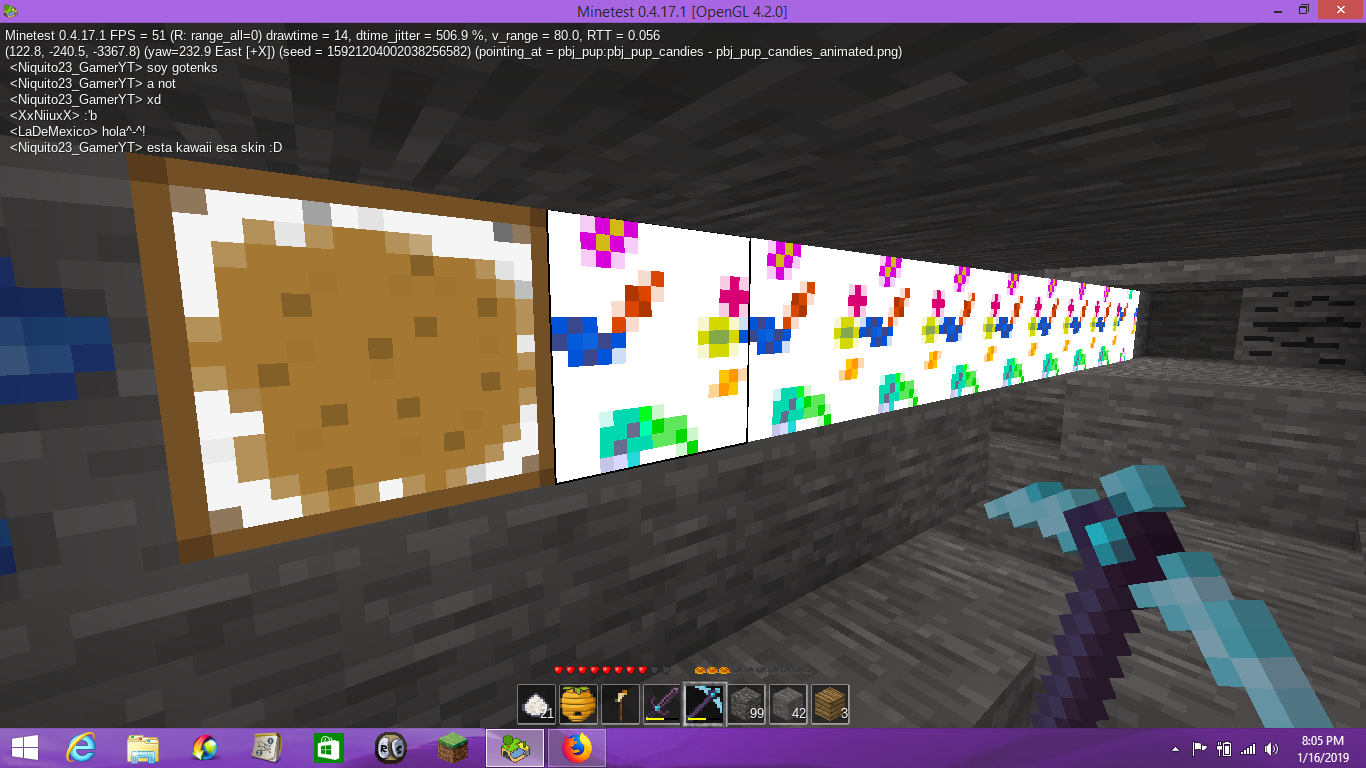 Minetest 0.4.17.1 [OpenGL 4.2.0]
Minetest 0.4.17.1 FPS = 51 (R: range_all=0) drawtime = 14, dtime_jitter = 506.9 %, v_range = 80.0, RTT = 0.056
(122.8, -240.5, -3367.8) (yaw=232.9 East [+X]) (seed = 15921204002038256582) (pointing_at = pbj_pup:pbj_pup_candies - pbj_pup_candies_animated.png)
<Niquito23_GamerYT> soy gotenks
<Niquito23_GamerYT> a not
<Niquito23_GamerYT> xd
<XxNiiuxX> :'b
<LaDeMexico> hola^-^!
<Niquito23_GamerYT> esta kawaii esa skin :D
21 99 42 3
8:05 PM
1/16/2019